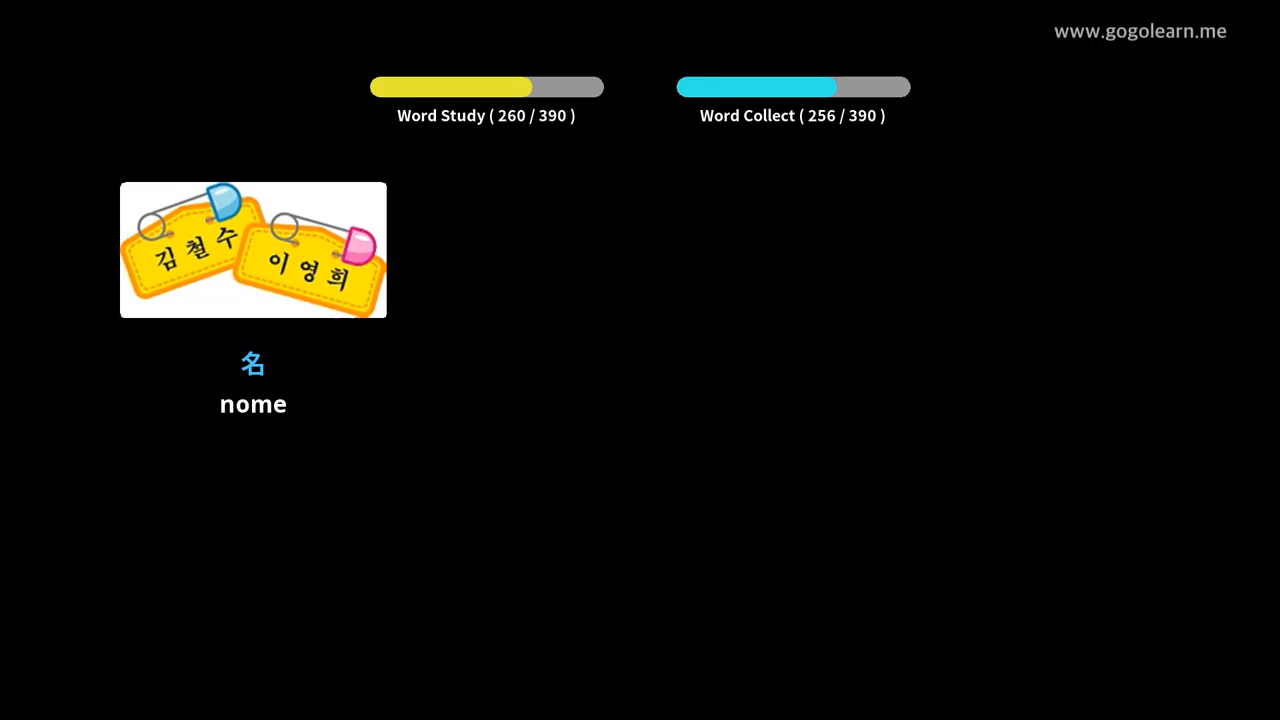 www.gogolearn.me
Word Study ( 260 / 390 )
Word Collect ( 256 / 390 )
김철수
이영희
名
nome